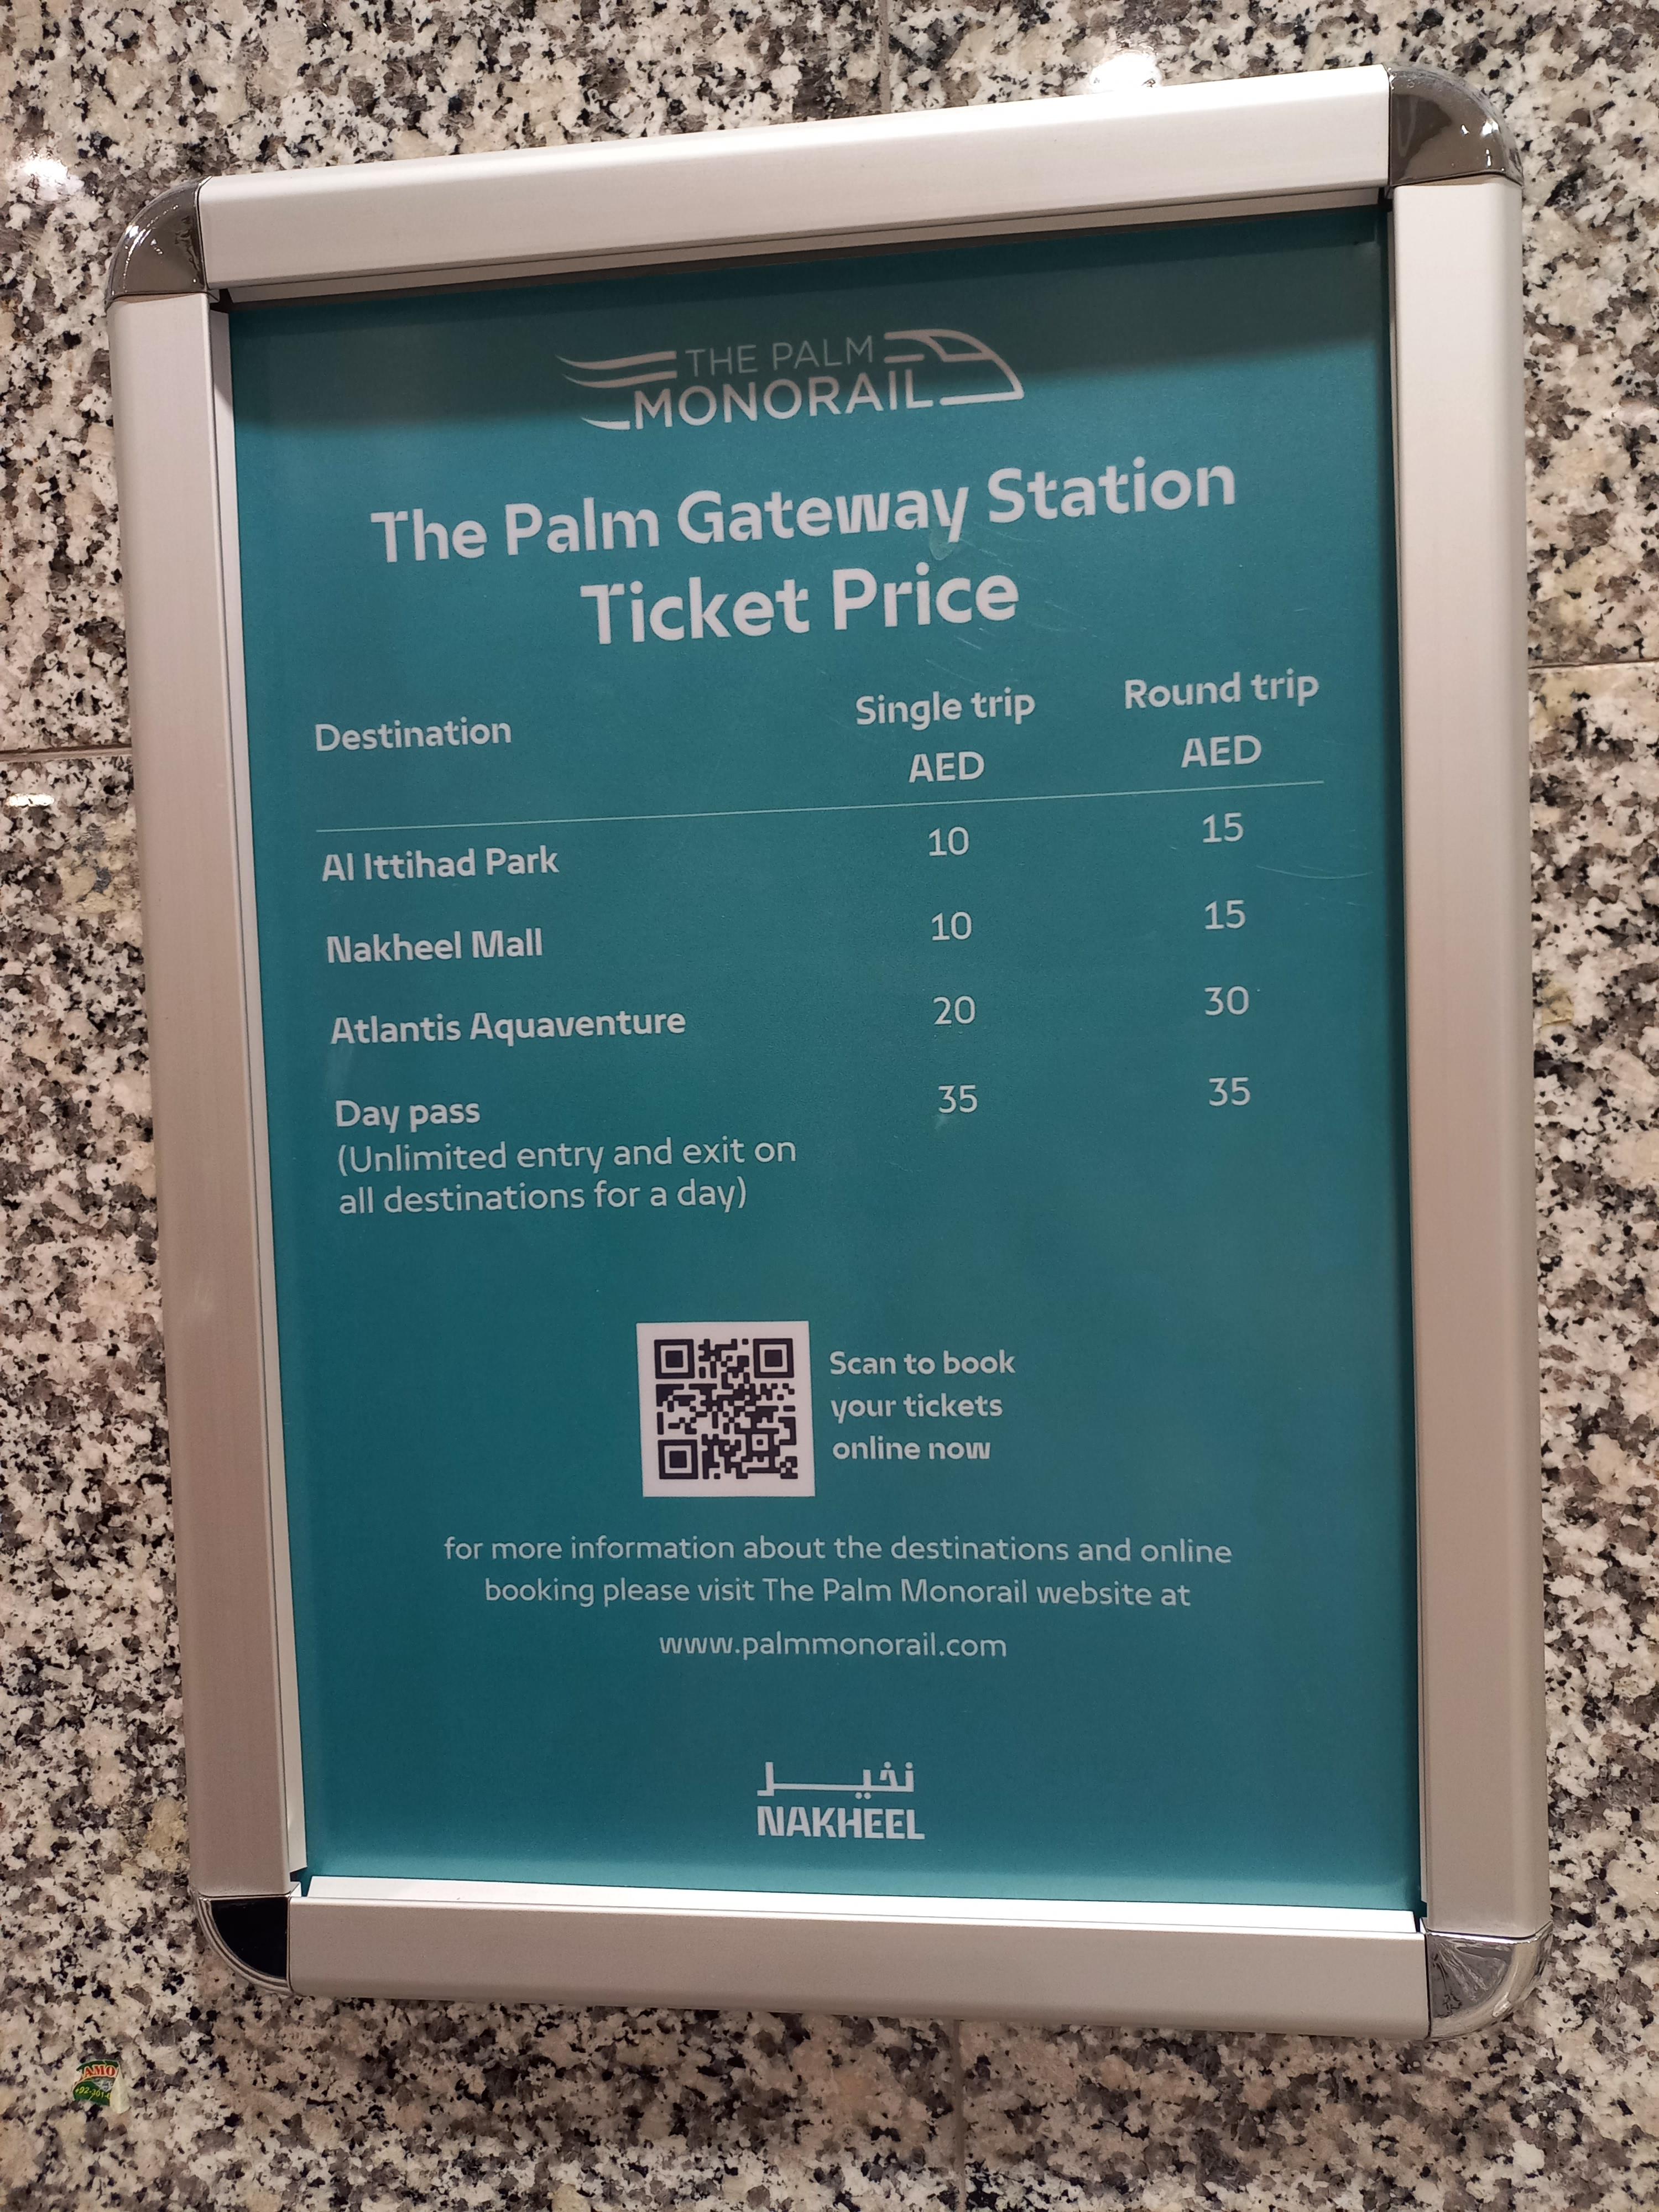 THE PALM
MONORAIL
The Palm Gateway Station
Ticket Price
Destination Single trip Round trip
AED AED
Al Ittihad Park 10 15
Nakheel Mall 10 15
Atlantis Aquaventure 20 30
Day pass 35 35
(Unlimited entry and exit on
all destinations for a day)
Scan to book
your tickets
online now
for more information about the destinations and online
booking please visit The Palm Monorail website at
www.palmmonorail.com
نخيل
NAKHEEL
AMO